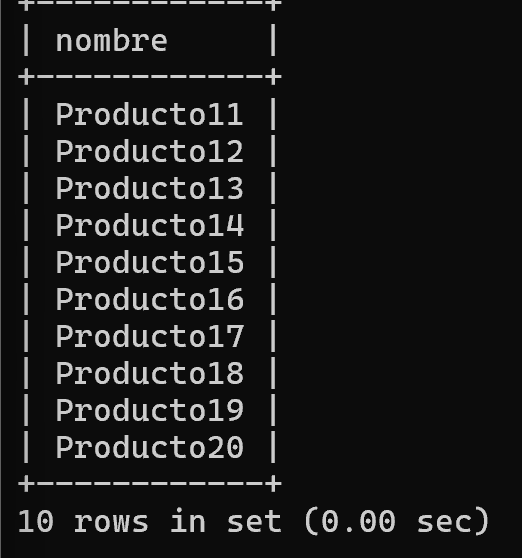 +------------+
| nombre     |
+------------+
| Producto11 |
| Producto12 |
| Producto13 |
| Producto14 |
| Producto15 |
| Producto16 |
| Producto17 |
| Producto18 |
| Producto19 |
| Producto20 |
+------------+
10 rows in set (0.00 sec)